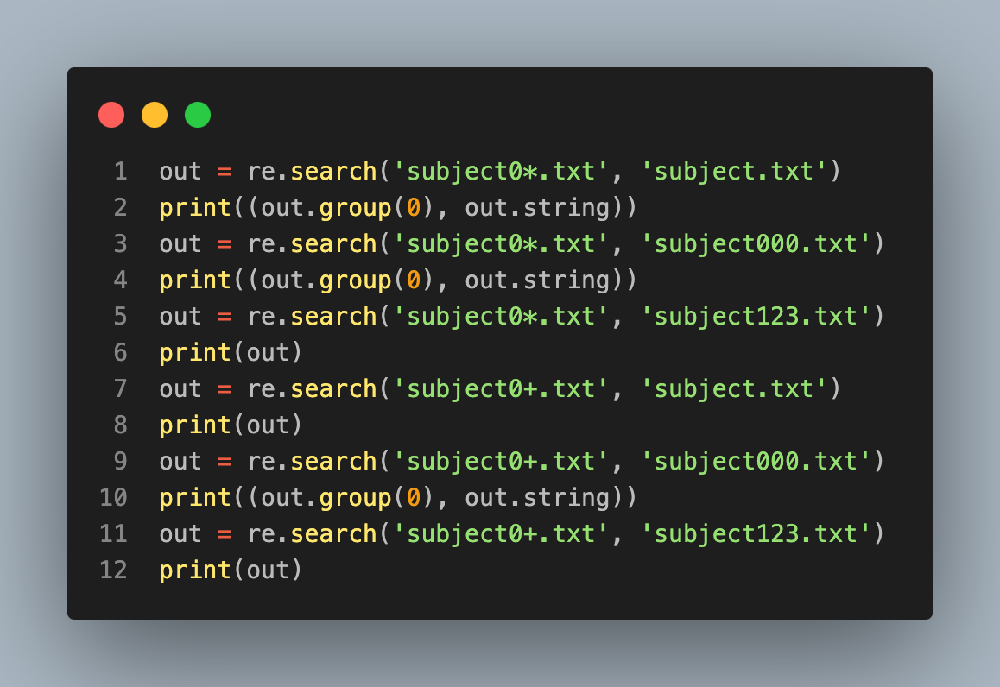 1 out = re.search('subject0*.txt', 'subject.txt')
2 print((out.group(0), out.string))
3 out = re.search('subject0*.txt', 'subject000.txt')
4 print((out.group(0), out.string))
5 out = re.search('subject0*.txt', 'subject123.txt')
6 print(out)
7 out = re.search('subject0+.txt', 'subject.txt')
8 print(out)
9 out = re.search('subject0+.txt', 'subject000.txt')
10 print((out.group(0), out.string))
11 out = re.search('subject0+.txt', 'subject123.txt')
12 print(out)